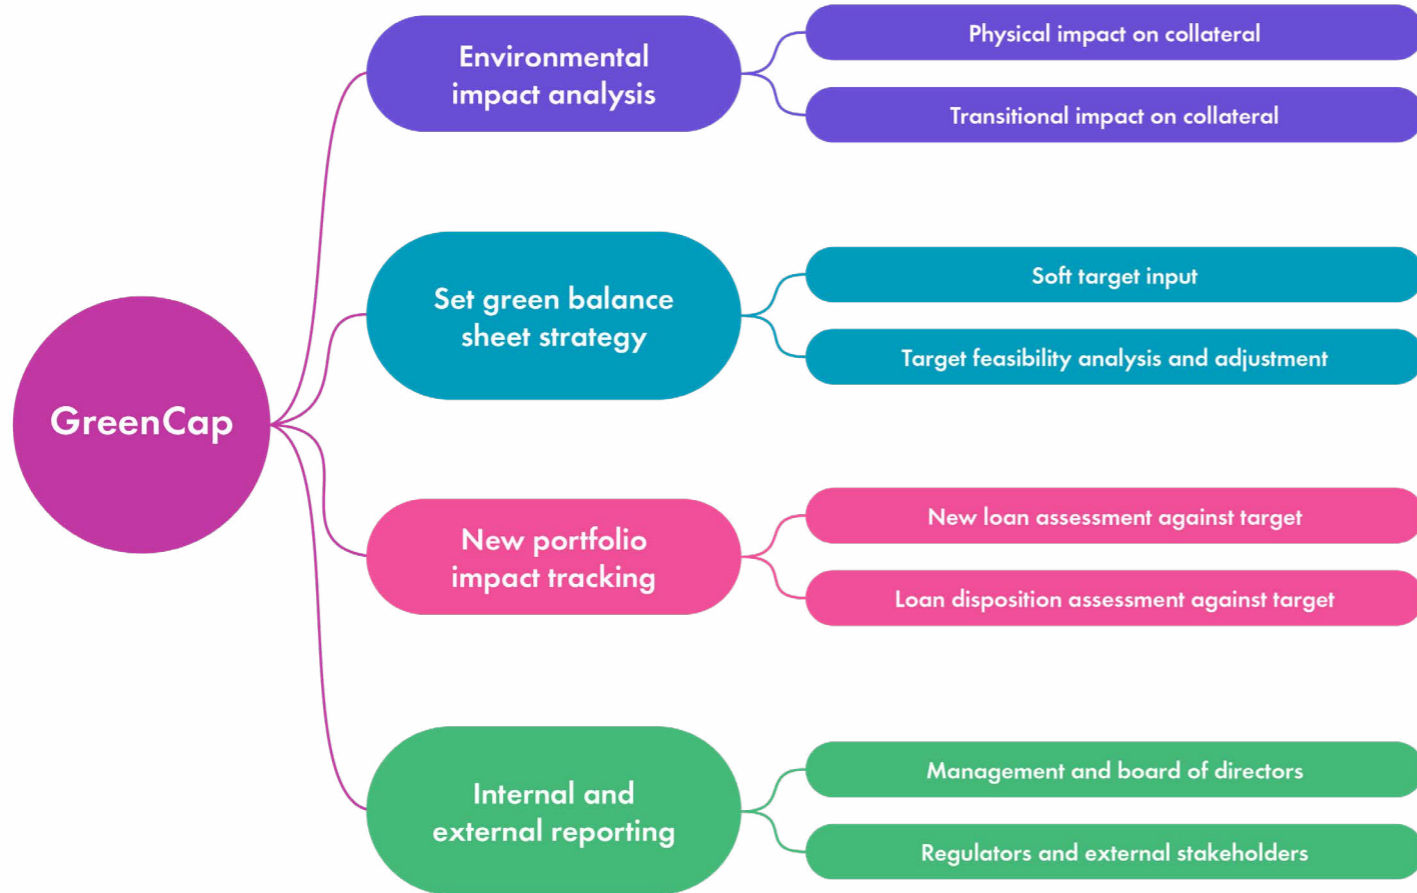 GreenCap
Environmental
impact analysis
Physical impact on collateral
Transitional impact on collateral
Set green balance
sheet strategy
Soft target input
Target feasibility analysis and adjustment
New portfolio
impact tracking
New loan assessment against target
Loan disposition assessment against target
Internal and
external reporting
Management and board of directors
Regulators and external stakeholders